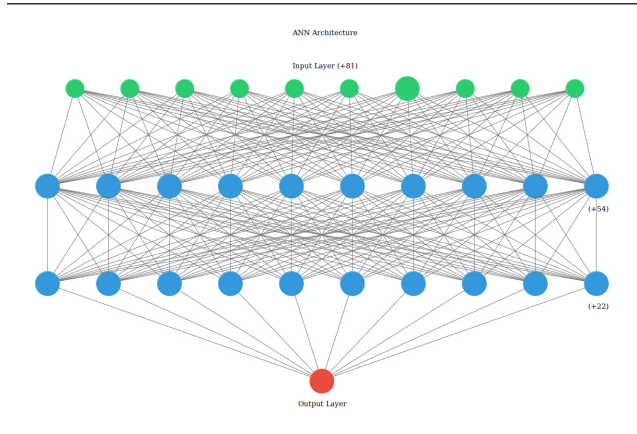 ANN Architecture
Input Layer (+81)
(+54)
(+22)
Output Layer